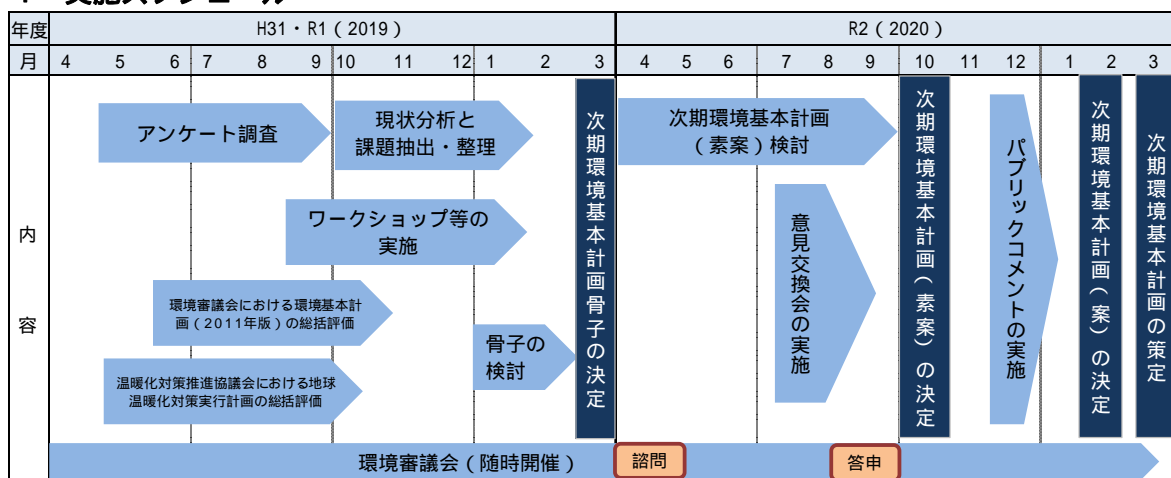 年度
H31・R1(2019)
R2(2020)
月
4 5 6 7 8 9 10 11 12 1 2 3
4 5 6 7 8 9 10 11 12 1 2 3
内容
アンケート調査
現状分析と
課題抽出・整理
ワークショップ等の
実施
環境審議会における環境基本計
画(2011年版)の総括評価
温暖化対策推進協議会における地球
温暖化対策実行計画の総括評価
骨子の
検討
次期環境基本計画骨子の決定
次期環境基本計画
(素案)検討
意見交換会の実施
次期環境基本計画(素案)の決定
パブリックコメントの実施
次期環境基本計画(案)の決定
次期環境基本計画の策定
環境審議会(随時開催)
諮問
答申